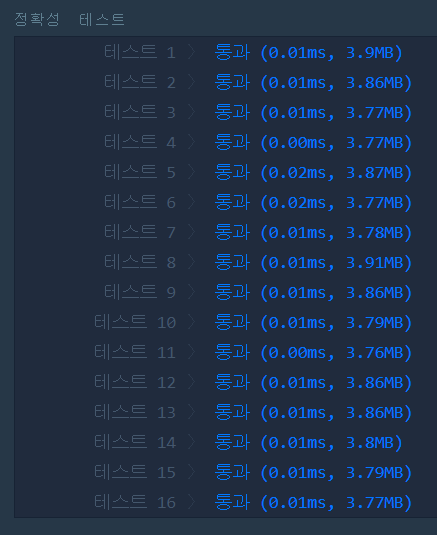 정확성 테스트
테스트 1 〉 통과 (0.01ms, 3.9MB)
테스트 2 〉 통과 (0.01ms, 3.86MB)
테스트 3 〉 통과 (0.01ms, 3.77MB)
테스트 4 〉 통과 (0.00ms, 3.77MB)
테스트 5 〉 통과 (0.02ms, 3.87MB)
테스트 6 〉 통과 (0.02ms, 3.77MB)
테스트 7 〉 통과 (0.01ms, 3.78MB)
테스트 8 〉 통과 (0.01ms, 3.91MB)
테스트 9 〉 통과 (0.01ms, 3.86MB)
테스트 10 〉 통과 (0.01ms, 3.79MB)
테스트 11 〉 통과 (0.00ms, 3.76MB)
테스트 12 〉 통과 (0.01ms, 3.86MB)
테스트 13 〉 통과 (0.01ms, 3.86MB)
테스트 14 〉 통과 (0.01ms, 3.8MB)
테스트 15 〉 통과 (0.01ms, 3.79MB)
테스트 16 〉 통과 (0.01ms, 3.77MB)